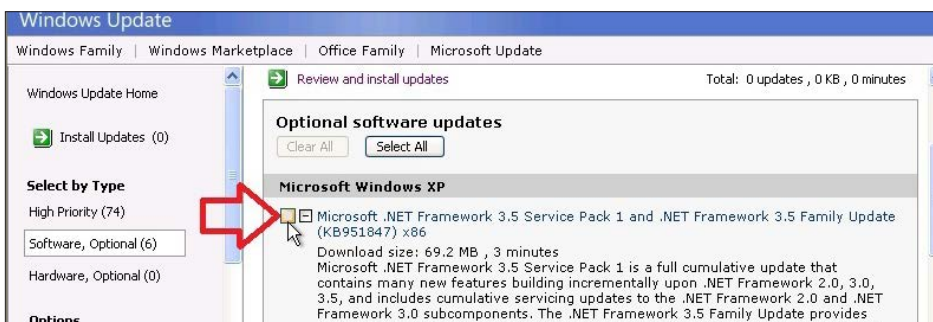 Windows Update
Windows Family | Windows Marketplace | Office Family | Microsoft Update
Windows Update Home
Install Updates (0)
Select by Type
High Priority (74)
Software, Optional (6)
Hardware, Optional (0)
Options
Review and install updates
Total: 0 updates , 0 KB , 0 minutes
Optional software updates
Clear All
Select All
Microsoft Windows XP
Microsoft .NET Framework 3.5 Service Pack 1 and .NET Framework 3.5 Family Update
(KB951847) x86
Download size: 69.2 MB , 3 minutes
Microsoft .NET Framework 3.5 Service Pack 1 is a full cumulative update that
contains many new features building incrementally upon .NET Framework 2.0, 3.0,
3.5, and includes cumulative servicing updates to the .NET Framework 2.0 and .NET
Framework 3.0 subcomponents. The .NET Framework 3.5 Family Update provides